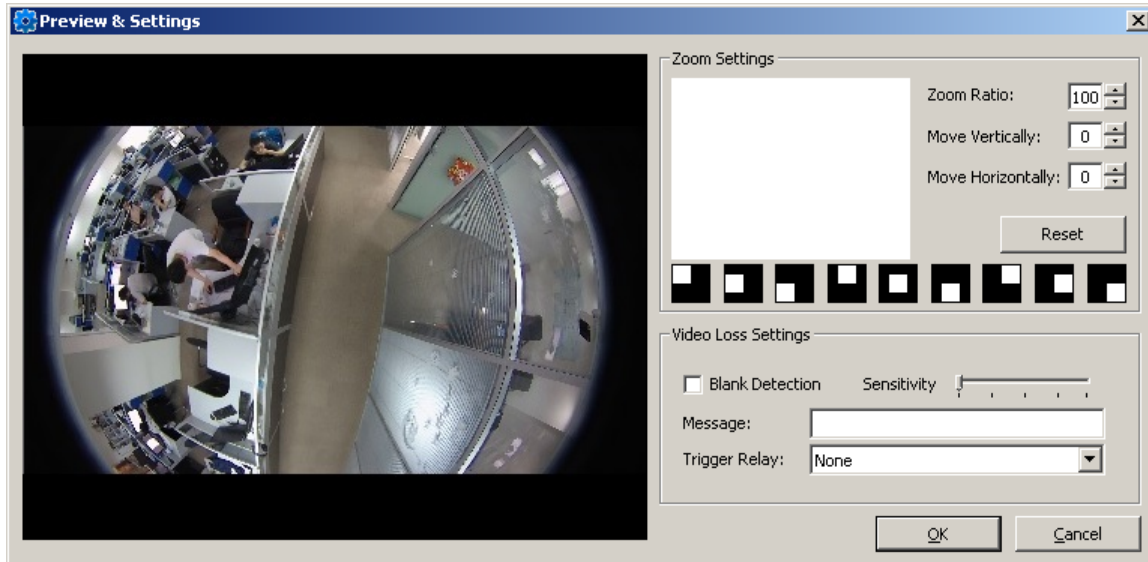 Preview & Settings
Zoom Settings
Zoom Ratio: 100
Move Vertically: 0
Move Horizontally: 0
Reset
Video Loss Settings
Blank Detection Sensitivity
Message:
Trigger Relay: None
OK Cancel